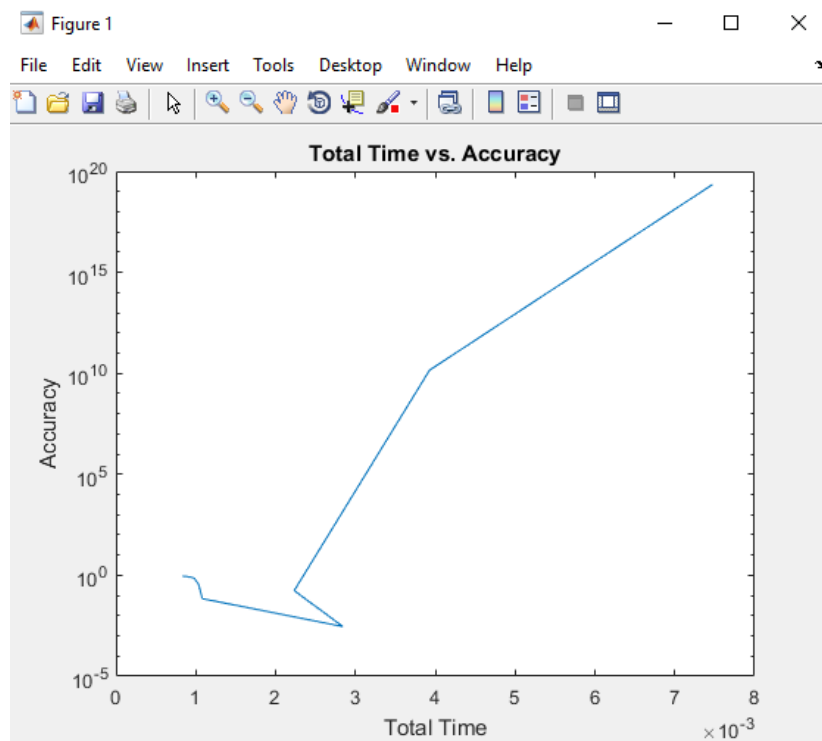 Figure 1
File Edit View Insert Tools Desktop Window Help
Total Time vs. Accuracy
10^20
10^15
10^10
10^5
10^0
10^-5
Accuracy
0 1 2 3 4 5 6 7 8
Total Time
×10^-3